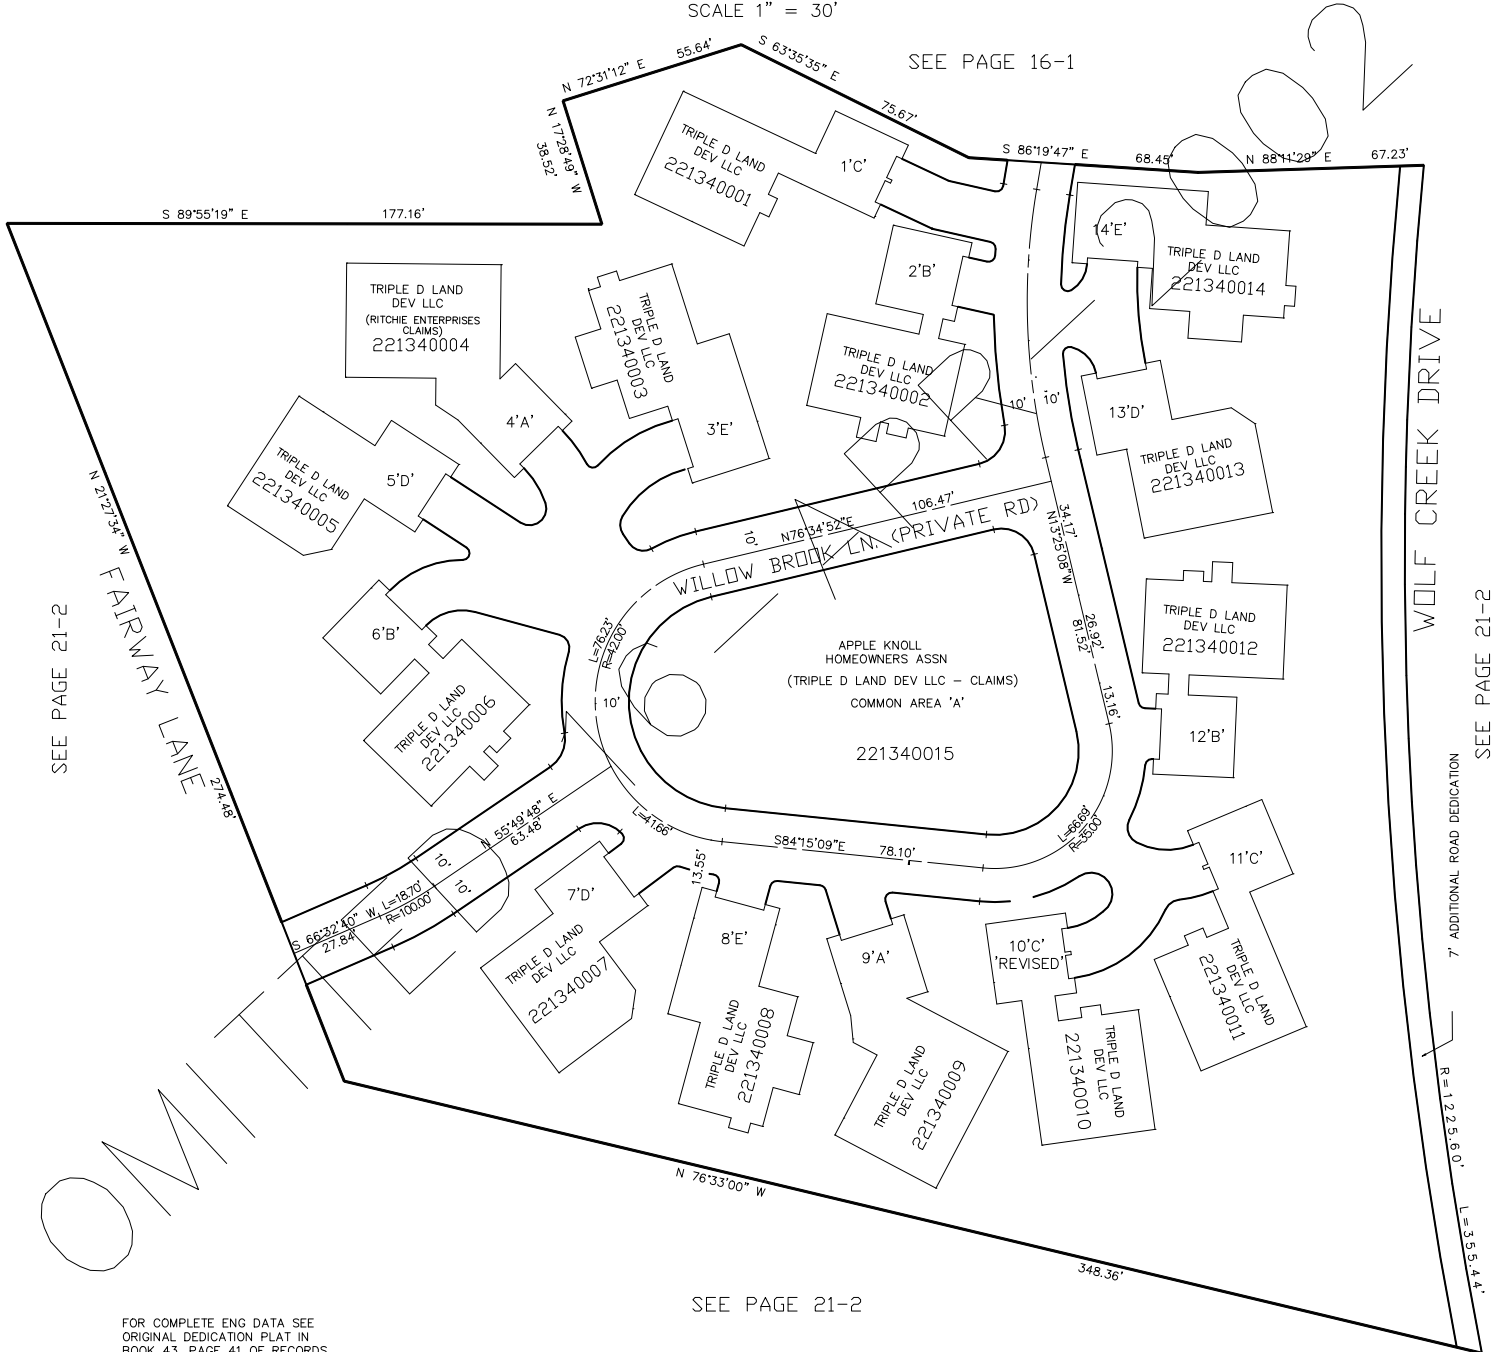 SCALE 1" = 30'
SEE PAGE 16-1
N 72°31'12" E
55.64'
S 63°35'35" E
75.67'
N 17°28'49" W
38.52'
S 86°19'47" E
68.45'
N 88°11'29" E
67.23'
S 89°55'19" E
177.16'
TRIPLE D LAND
DEV LLC
221340001
1'C'
2'B'
TRIPLE D LAND
DEV LLC
221340002
14'E'
TRIPLE D LAND
DEV LLC
221340014
TRIPLE D LAND
DEV LLC
(RITCHIE ENTERPRISES
CLAIMS)
221340004
4'A'
TRIPLE D LAND
DEV LLC
221340003
3'E'
13'D'
TRIPLE D LAND
DEV LLC
221340013
TRIPLE D LAND
DEV LLC
221340005
5'D'
10'
10'
106.47'
N76°34'52"E
10'
WILLOW BROOK LN. (PRIVATE RD)
34.17'
N13°25'08"W
26.92'
81.52'
13.16'
N 21°27'34" W
FAIRWAY LANE
274.48'
SEE PAGE 21-2
WOLF CREEK DRIVE
SEE PAGE 21-2
6'B'
TRIPLE D LAND
DEV LLC
221340006
L=76.23'
R=42.00'
10'
APPLE KNOLL
HOMEOWNERS ASSN
(TRIPLE D LAND DEV LLC - CLAIMS)
COMMON AREA 'A'
221340015
TRIPLE D LAND
DEV LLC
221340012
12'B'
L=41.66'
S84°15'09"E
78.10'
L=66.69'
R=35.00'
N 55°49'48" E
63.48'
10'
10'
S 66°32'40" W
27.84'
L=18.70'
R=100.00'
13.55'
7'D'
TRIPLE D LAND
DEV LLC
221340007
8'E'
TRIPLE D LAND
DEV LLC
221340008
9'A'
TRIPLE D LAND
DEV LLC
221340009
10'C'
'REVISED'
TRIPLE D LAND
DEV LLC
221340010
11'C'
TRIPLE D LAND
DEV LLC
221340011
7' ADDITIONAL ROAD DEDICATION
R=1225.60'
L=355.44'
N 76°33'00" W
348.36'
SEE PAGE 21-2
FOR COMPLETE ENG DATA SEE
ORIGINAL DEDICATION PLAT IN
BOOK 43, PAGE 41 OF RECORDS